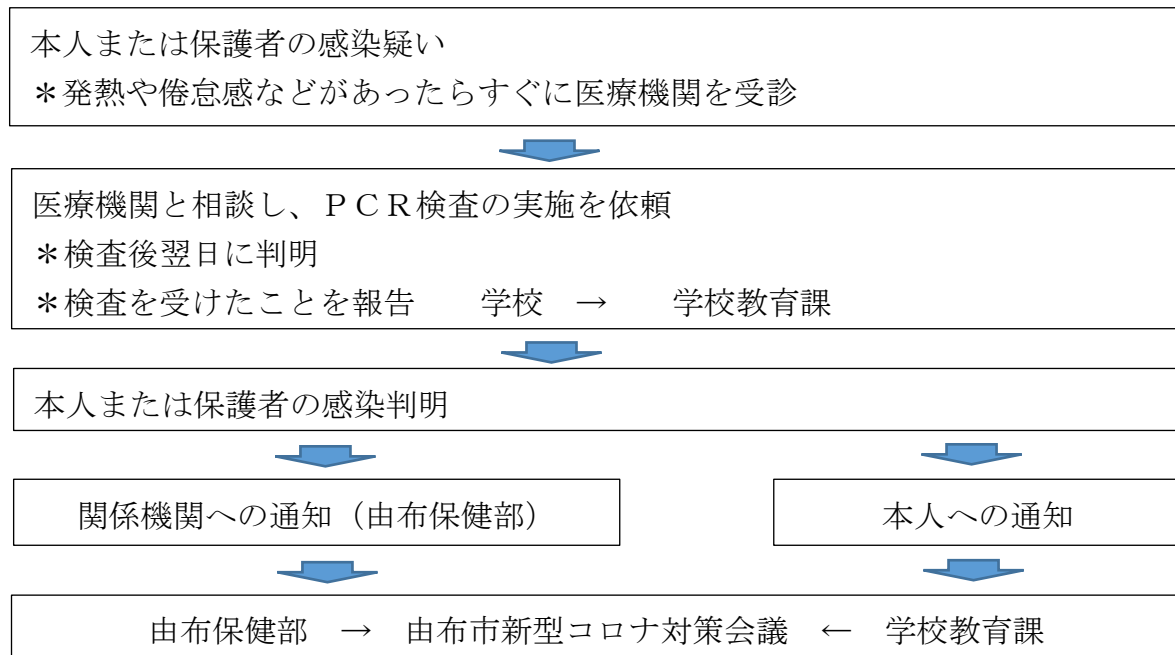 本人または保護者の感染疑い
＊発熱や倦怠感などがあったらすぐに医療機関を受診
医療機関と相談し、ＰＣＲ検査の実施を依頼
＊検査後翌日に判明
＊検査を受けたことを報告　　学校　→　　学校教育課
本人または保護者の感染判明
関係機関への通知（由布保健部）
本人への通知
由布保健部　→　由布市新型コロナ対策会議　←　学校教育課